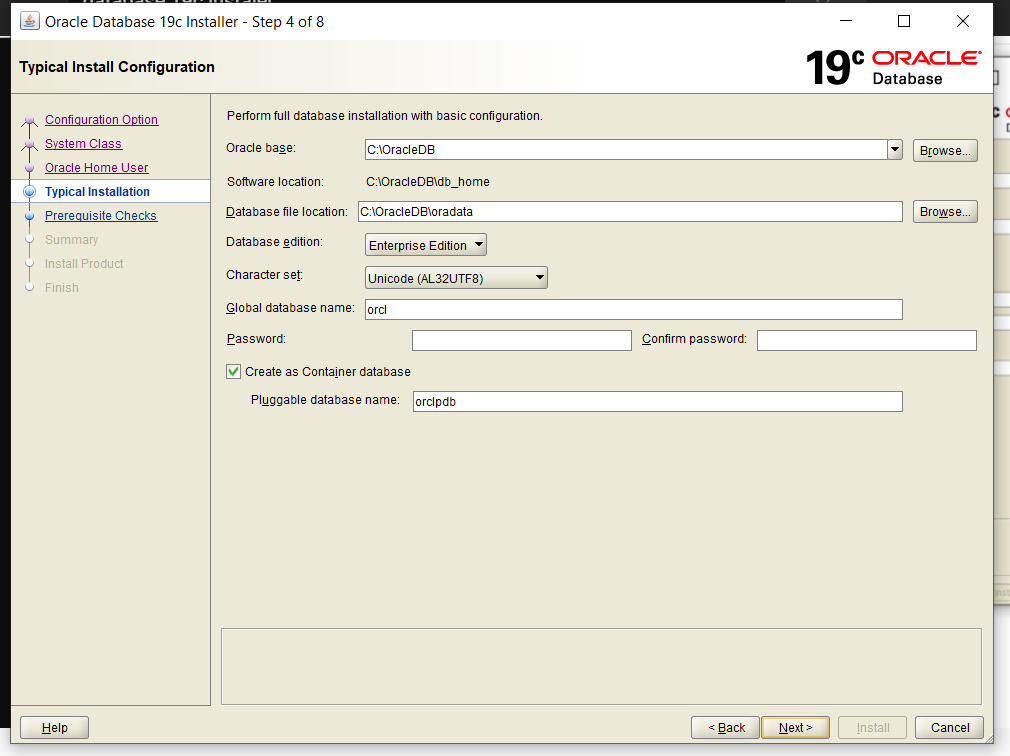 Oracle Database 19c Installer - Step 4 of 8
Typical Install Configuration
19c ORACLE
Database
Configuration Option
System Class
Oracle Home User
Typical Installation
Prerequisite Checks
Summary
Install Product
Finish
Perform full database installation with basic configuration.
Oracle base: C:\OracleDB Browse...
Software location: C:\OracleDB\db_home
Database file location: C:\OracleDB\oradata Browse...
Database edition: Enterprise Edition
Character set: Unicode (AL32UTF8)
Global database name: orcl
Password: Confirm password:
Create as Container database
Pluggable database name: orclpdb
Help < Back Next > Install Cancel